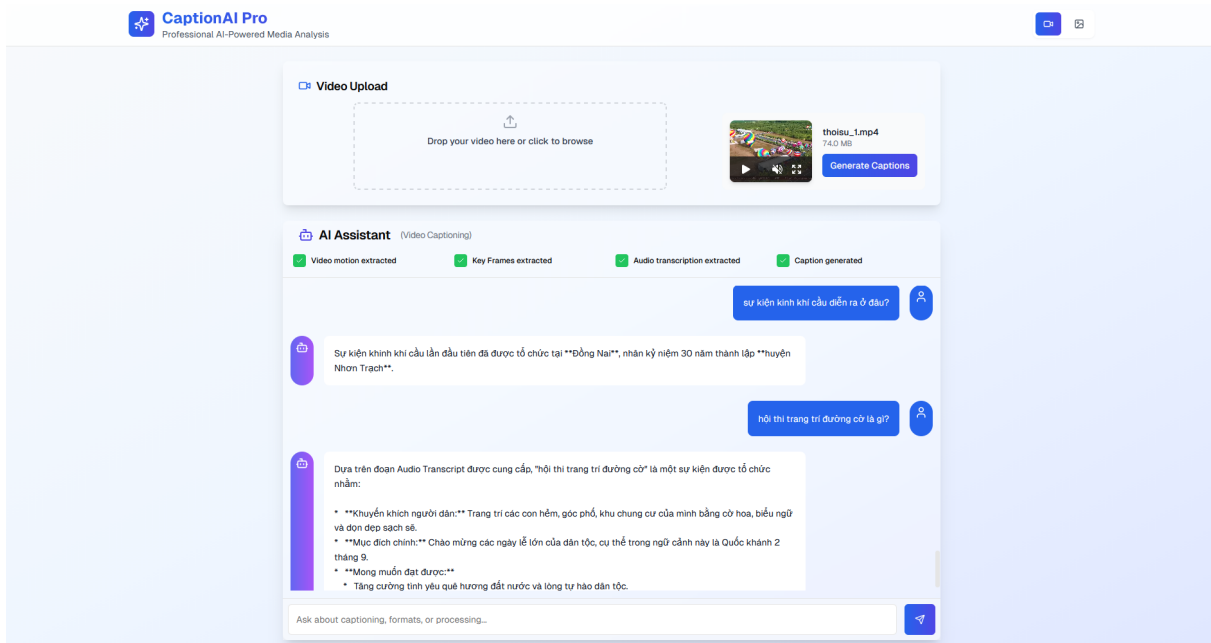 CaptionAI Pro
Professional AI-Powered Media Analysis
Video Upload
Drop your video here or click to browse
thoisu_1.mp4
74.0 MB
Generate Captions
AI Assistant (Video Captioning)
Video motion extracted
Key Frames extracted
Audio transcription extracted
Caption generated
sự kiện kinh khí cầu diễn ra ở đâu?
Sự kiện khinh khí cầu lần đầu tiên đã được tổ chức tại **Đồng Nai**, nhân kỷ niệm 30 năm thành lập **huyện
Nhơn Trạch**.
hội thi trang trí đường cờ là gì?
Dựa trên đoạn Audio Transcript được cung cấp, "hội thi trang trí đường cờ" là một sự kiện được tổ chức
nhằm:
* **Khuyến khích người dân:** Trang trí các con hẻm, góc phố, khu chung cư của mình bằng cờ hoa, biểu ngữ
và dọn dẹp sạch sẽ.
* **Mục đích chính:** Chào mừng các ngày lễ lớn của dân tộc, cụ thể trong ngữ cảnh này là Quốc khánh 2
tháng 9.
* **Mong muốn đạt được:**
* Tăng cường tình yêu quê hương đất nước và lòng tự hào dân tộc.
Ask about captioning, formats, or processing...